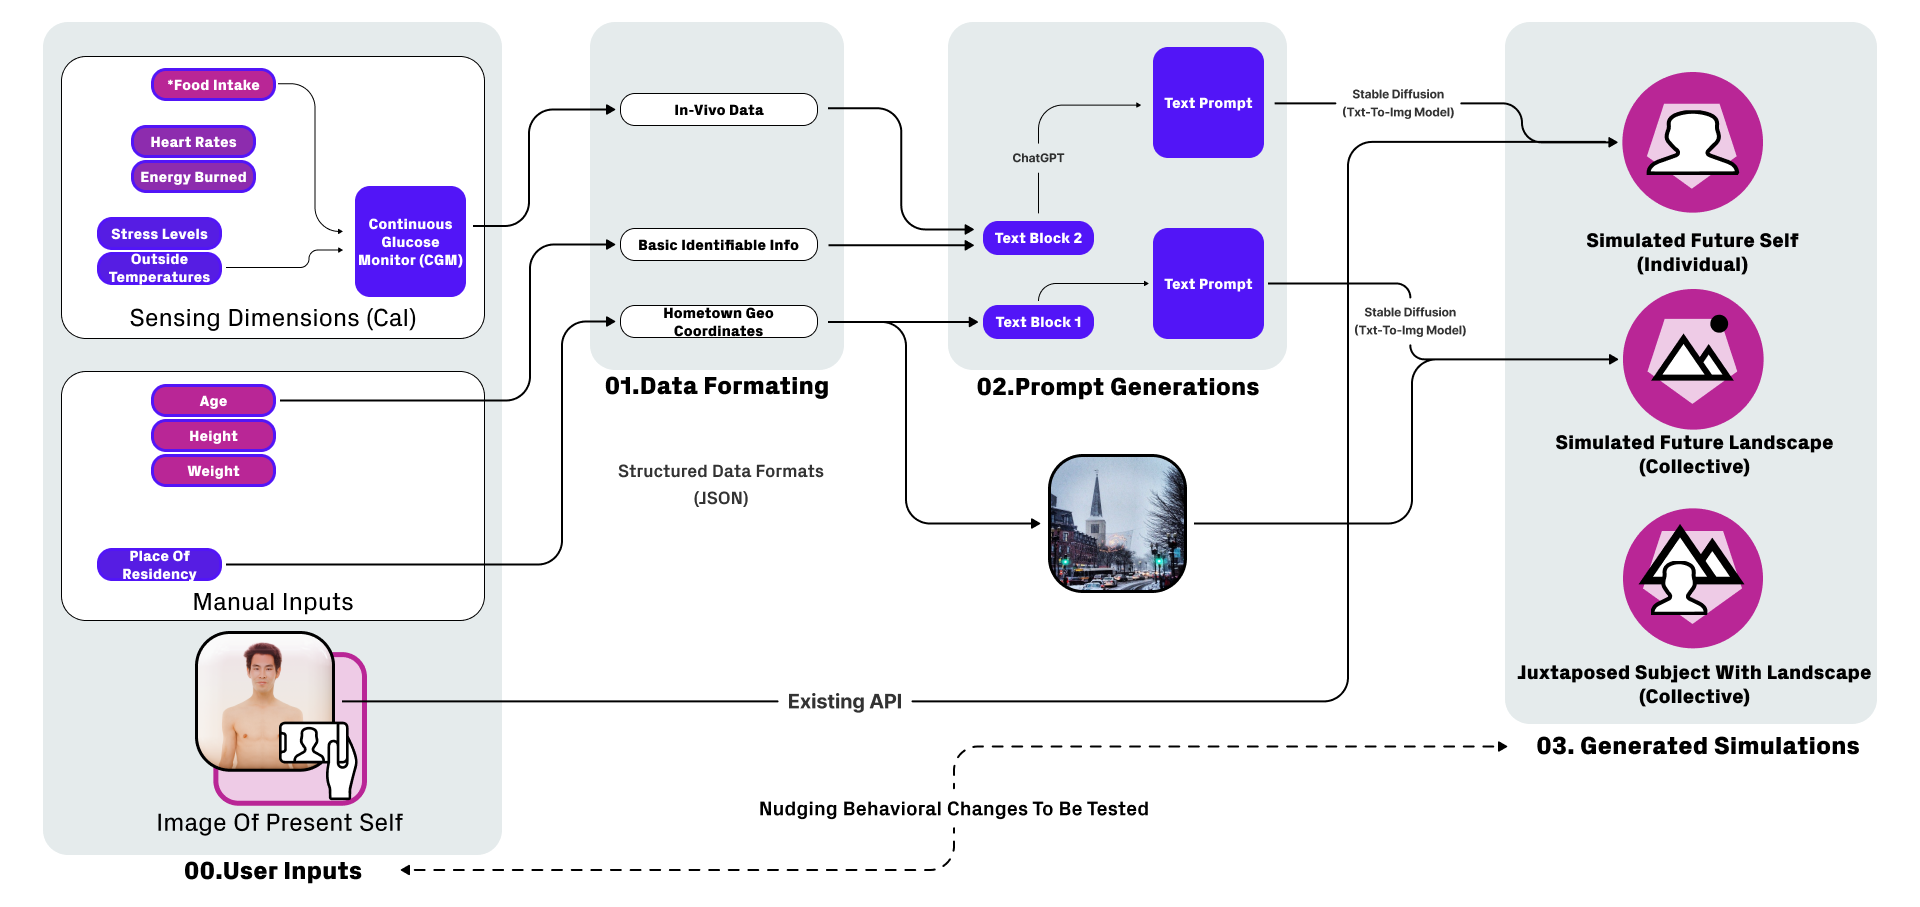 *Food Intake
Heart Rates
Energy Burned
Stress Levels
Outside
Temperatures
Continuous
Glucose
Monitor (CGM)
Sensing Dimensions (Cal)
Age
Height
Weight
Place Of
Residency
Manual Inputs
Image Of Present Self
00.User Inputs
In-Vivo Data
Basic Identifiable Info
Hometown Geo
Coordinates
01.Data Formating
Structured Data Formats
(JSON)
Text Prompt
ChatGPT
Text Block 2
Text Prompt
Text Block 1
02.Prompt Generations
Stable Diffusion
(Txt-To-Img Model)
Stable Diffusion
(Txt-To-Img Model)
Existing API
Nudging Behavioral Changes To Be Tested
Simulated Future Self
(Individual)
Simulated Future Landscape
(Collective)
Juxtaposed Subject With Landscape
(Collective)
03. Generated Simulations